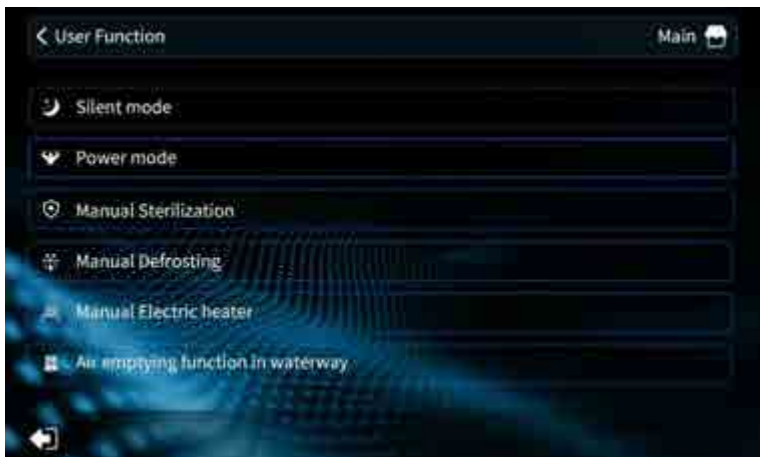 User Function
Main
Silent mode
Power mode
Manual Sterilization
Manual Defrosting
Manual Electric heater
Air emptying function in waterway